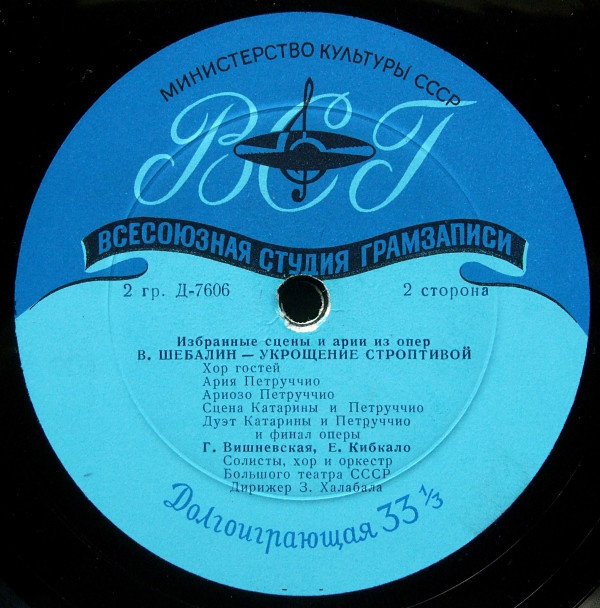 МИНИСТЕРСТВО КУЛЬТУРЫ СССР
ВСГ
ВСЕСОЮЗНАЯ СТУДИЯ ГРАМЗАПИСИ
2 гр. Д-7606 2 сторона
Избранные сцены и арии из опер
В. ШЕБАЛИН — УКРОЩЕНИЕ СТРОПТИВОЙ
Хор гостей
Ария Петруччио
Ариозо Петруччио
Сцена Катарины и Петруччио
Дуэт Катарины и Петруччио
и финал оперы
Г. Вишневская, Е. Кибкало
Солисты, хор и оркестр
Большого театра СССР
Дирижер З. Халабала
Долгоиграющая 33 1/3